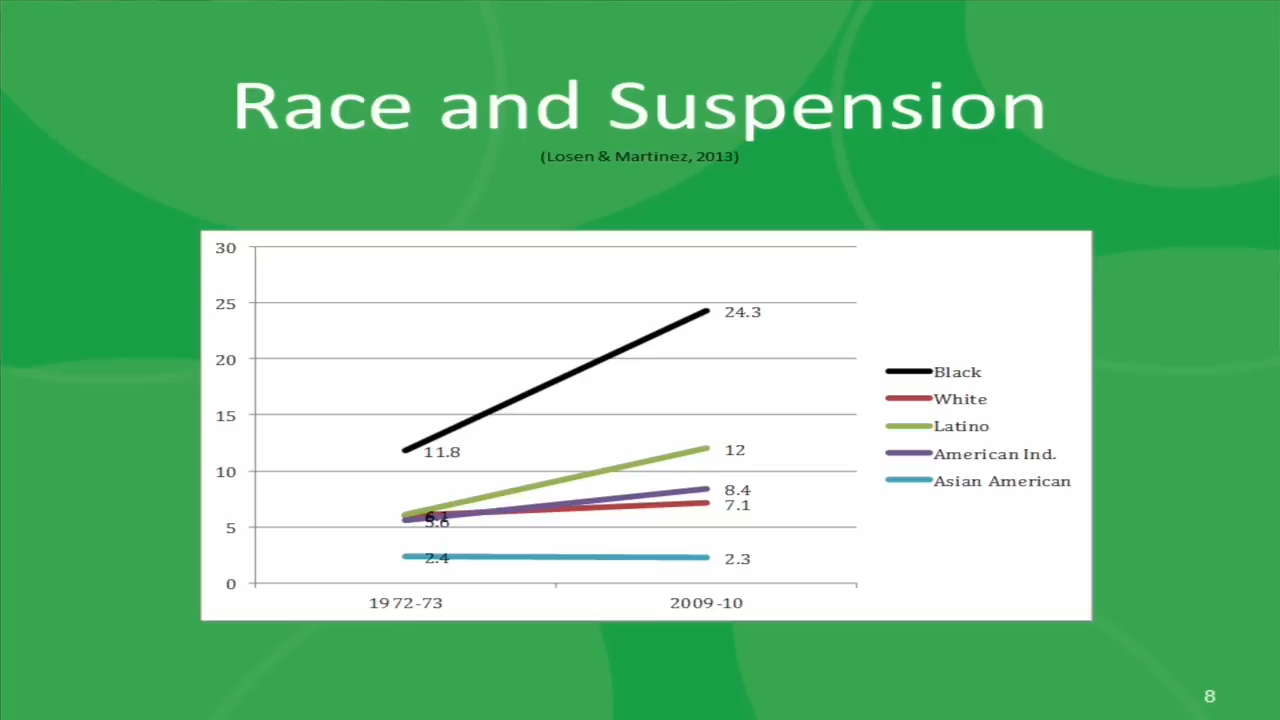 Race and Suspension
(Losen & Martinez, 2013)
30
25
20
15
10
5
0
24.3
11.8
12
8.4
7.1
6.1
5.6
2.4
2.3
1972-73
2009-10
Black
White
Latino
American Ind.
Asian American
8